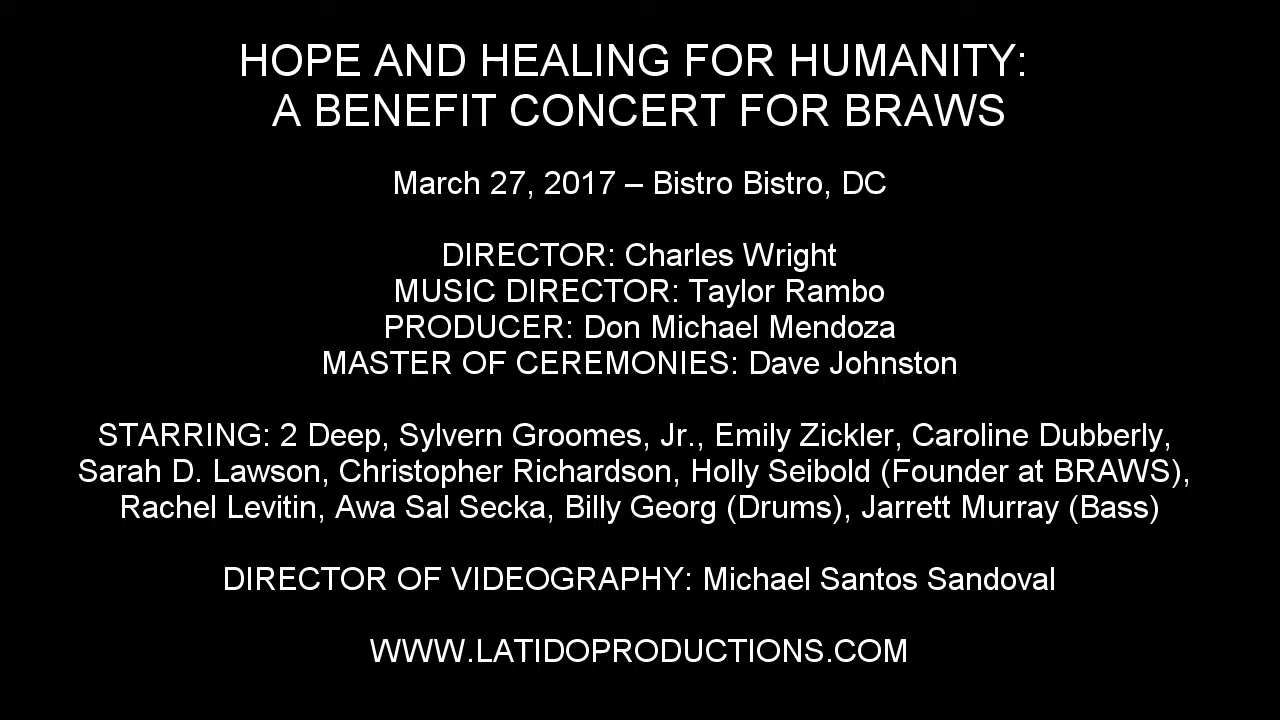 HOPE AND HEALING FOR HUMANITY:
A BENEFIT CONCERT FOR BRAWS
March 27, 2017 – Bistro Bistro, DC
DIRECTOR: Charles Wright
MUSIC DIRECTOR: Taylor Rambo
PRODUCER: Don Michael Mendoza
MASTER OF CEREMONIES: Dave Johnston
STARRING: 2 Deep, Sylvern Groomes, Jr., Emily Zickler, Caroline Dubberly,
Sarah D. Lawson, Christopher Richardson, Holly Seibold (Founder at BRAWS),
Rachel Levitin, Awa Sal Secka, Billy Georg (Drums), Jarrett Murray (Bass)
DIRECTOR OF VIDEOGRAPHY: Michael Santos Sandoval
WWW.LATIDOPRODUCTIONS.COM